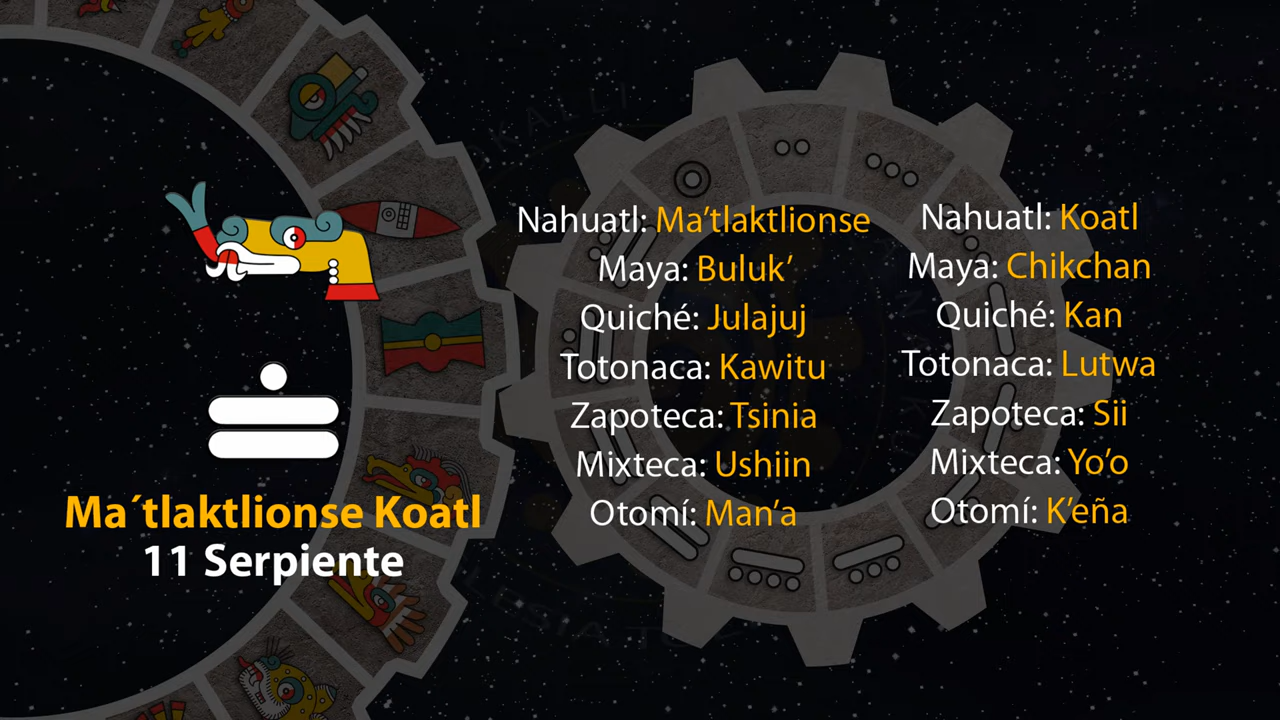 Nahuatl: Ma’tlaktlionse
Maya: Buluk’
Quiché: Julajuj
Totonaca: Kawitu
Zapoteca: Tsinia
Mixteca: Ushiin
Otomí: Man’a
Nahuatl: Koatl
Maya: Chikchan
Quiché: Kan
Totonaca: Lutwa
Zapoteca: Sii
Mixteca: Yo’o
Otomí: K’eña
Ma´tlaktlionse Koatl
11 Serpiente